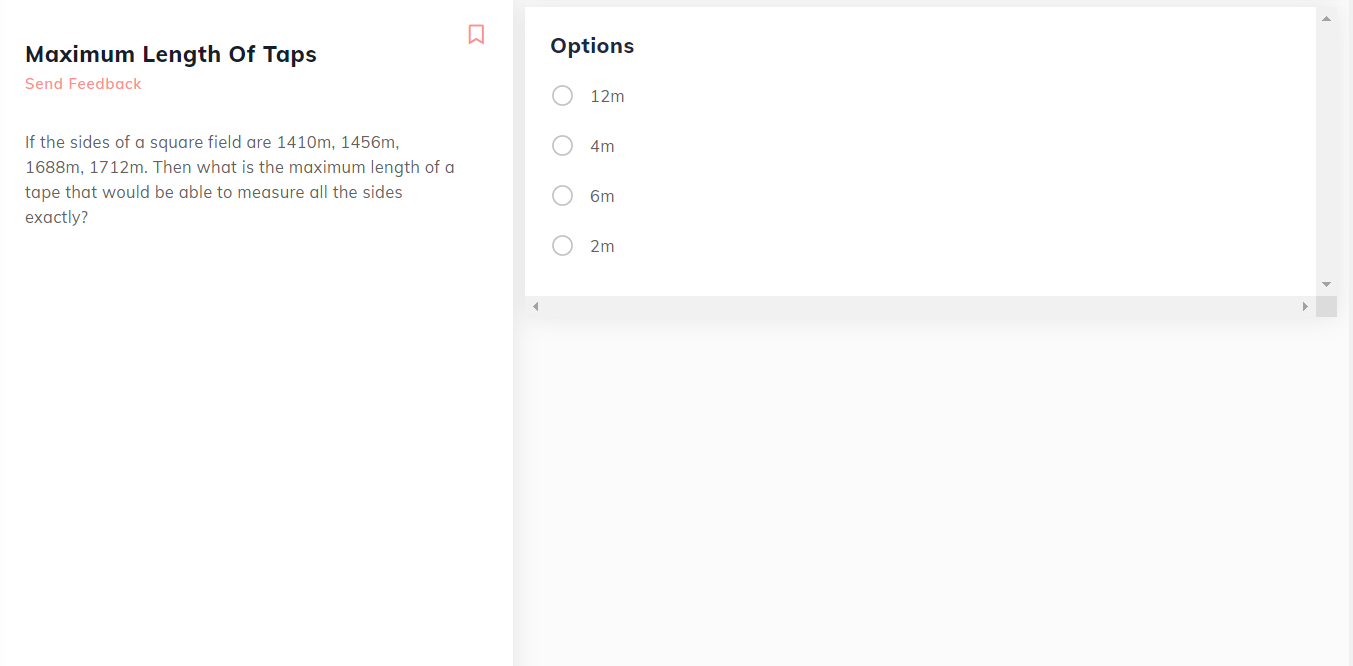 Maximum Length Of Taps
Send Feedback
If the sides of a square field are 1410m, 1456m,
1688m, 1712m. Then what is the maximum length of a
tape that would be able to measure all the sides
exactly?
Options
12m
4m
6m
2m